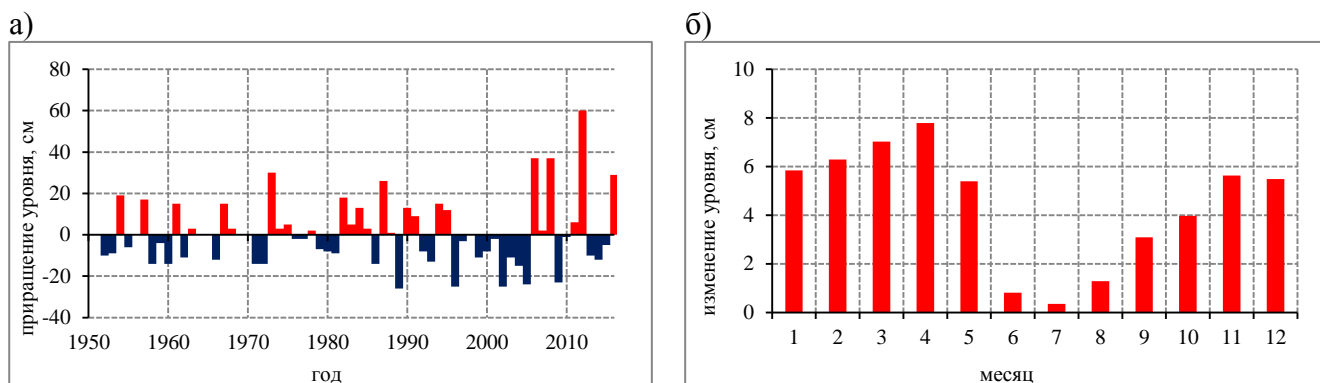 а)
приращение уровня, см
80
60
40
20
0
-20
-40
1950 1960 1970 1980 1990 2000 2010
год
б)
изменение уровня, см
10
8
6
4
2
0
1 2 3 4 5 6 7 8 9 10 11 12
месяц